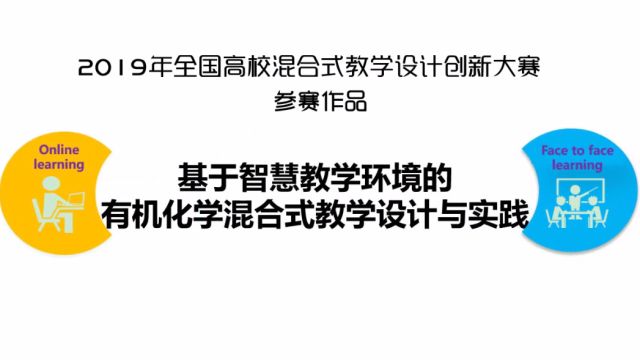 2019年全国高校混合式教学设计创新大赛
参赛作品
Online
learning
Face to face
learning
基于智慧教学环境的
有机化学混合式教学设计与实践